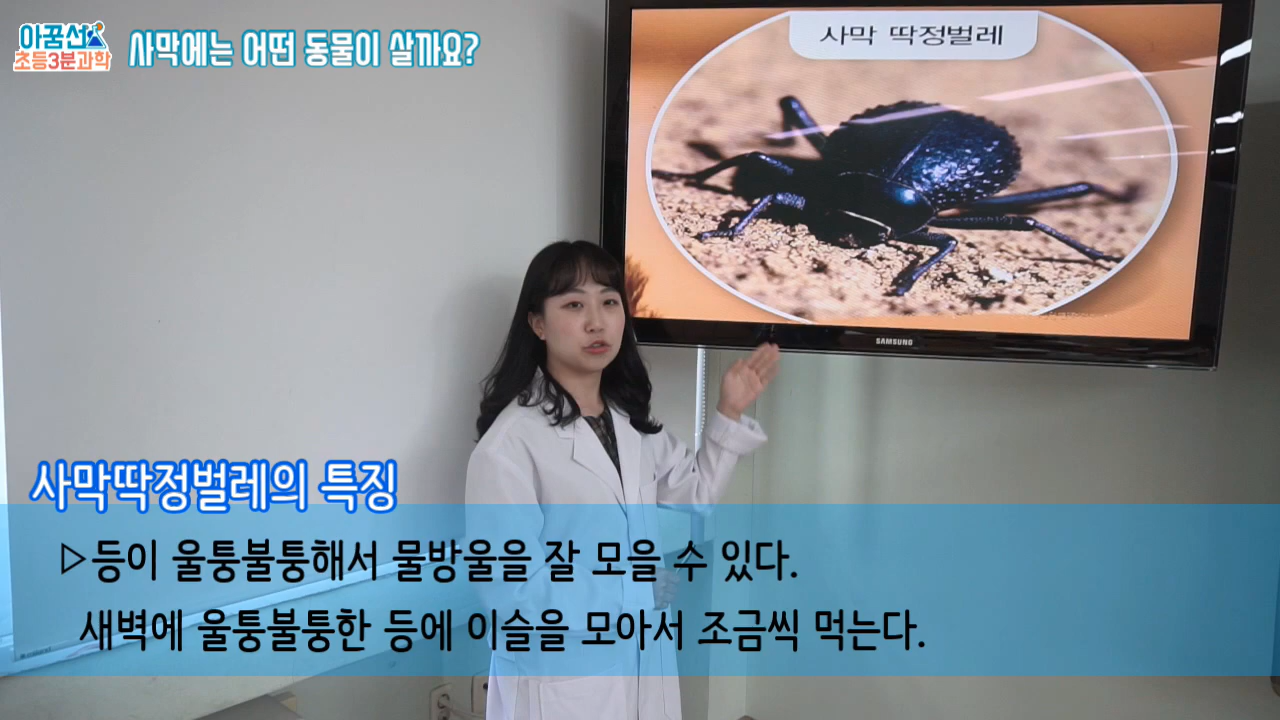 아꿈선
초등3분과학
사막에는 어떤 동물이 살까요?
사막 딱정벌레
SAMSUNG
사막딱정벌레의 특징
▷등이 울퉁불퉁해서 물방울을 잘 모을 수 있다.
새벽에 울퉁불퉁한 등에 이슬을 모아서 조금씩 먹는다.